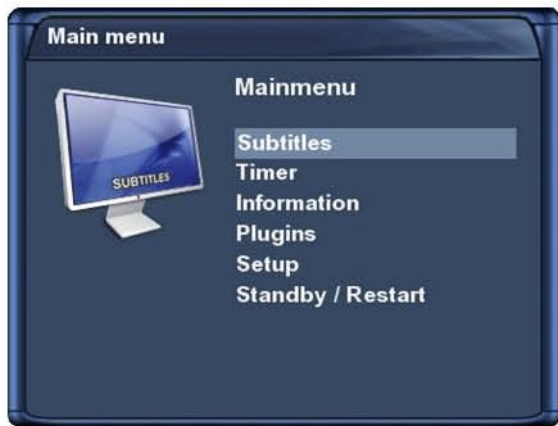 Main menu
Mainmenu
SUBTITLES
Subtitles
Timer
Information
Plugins
Setup
Standby / Restart